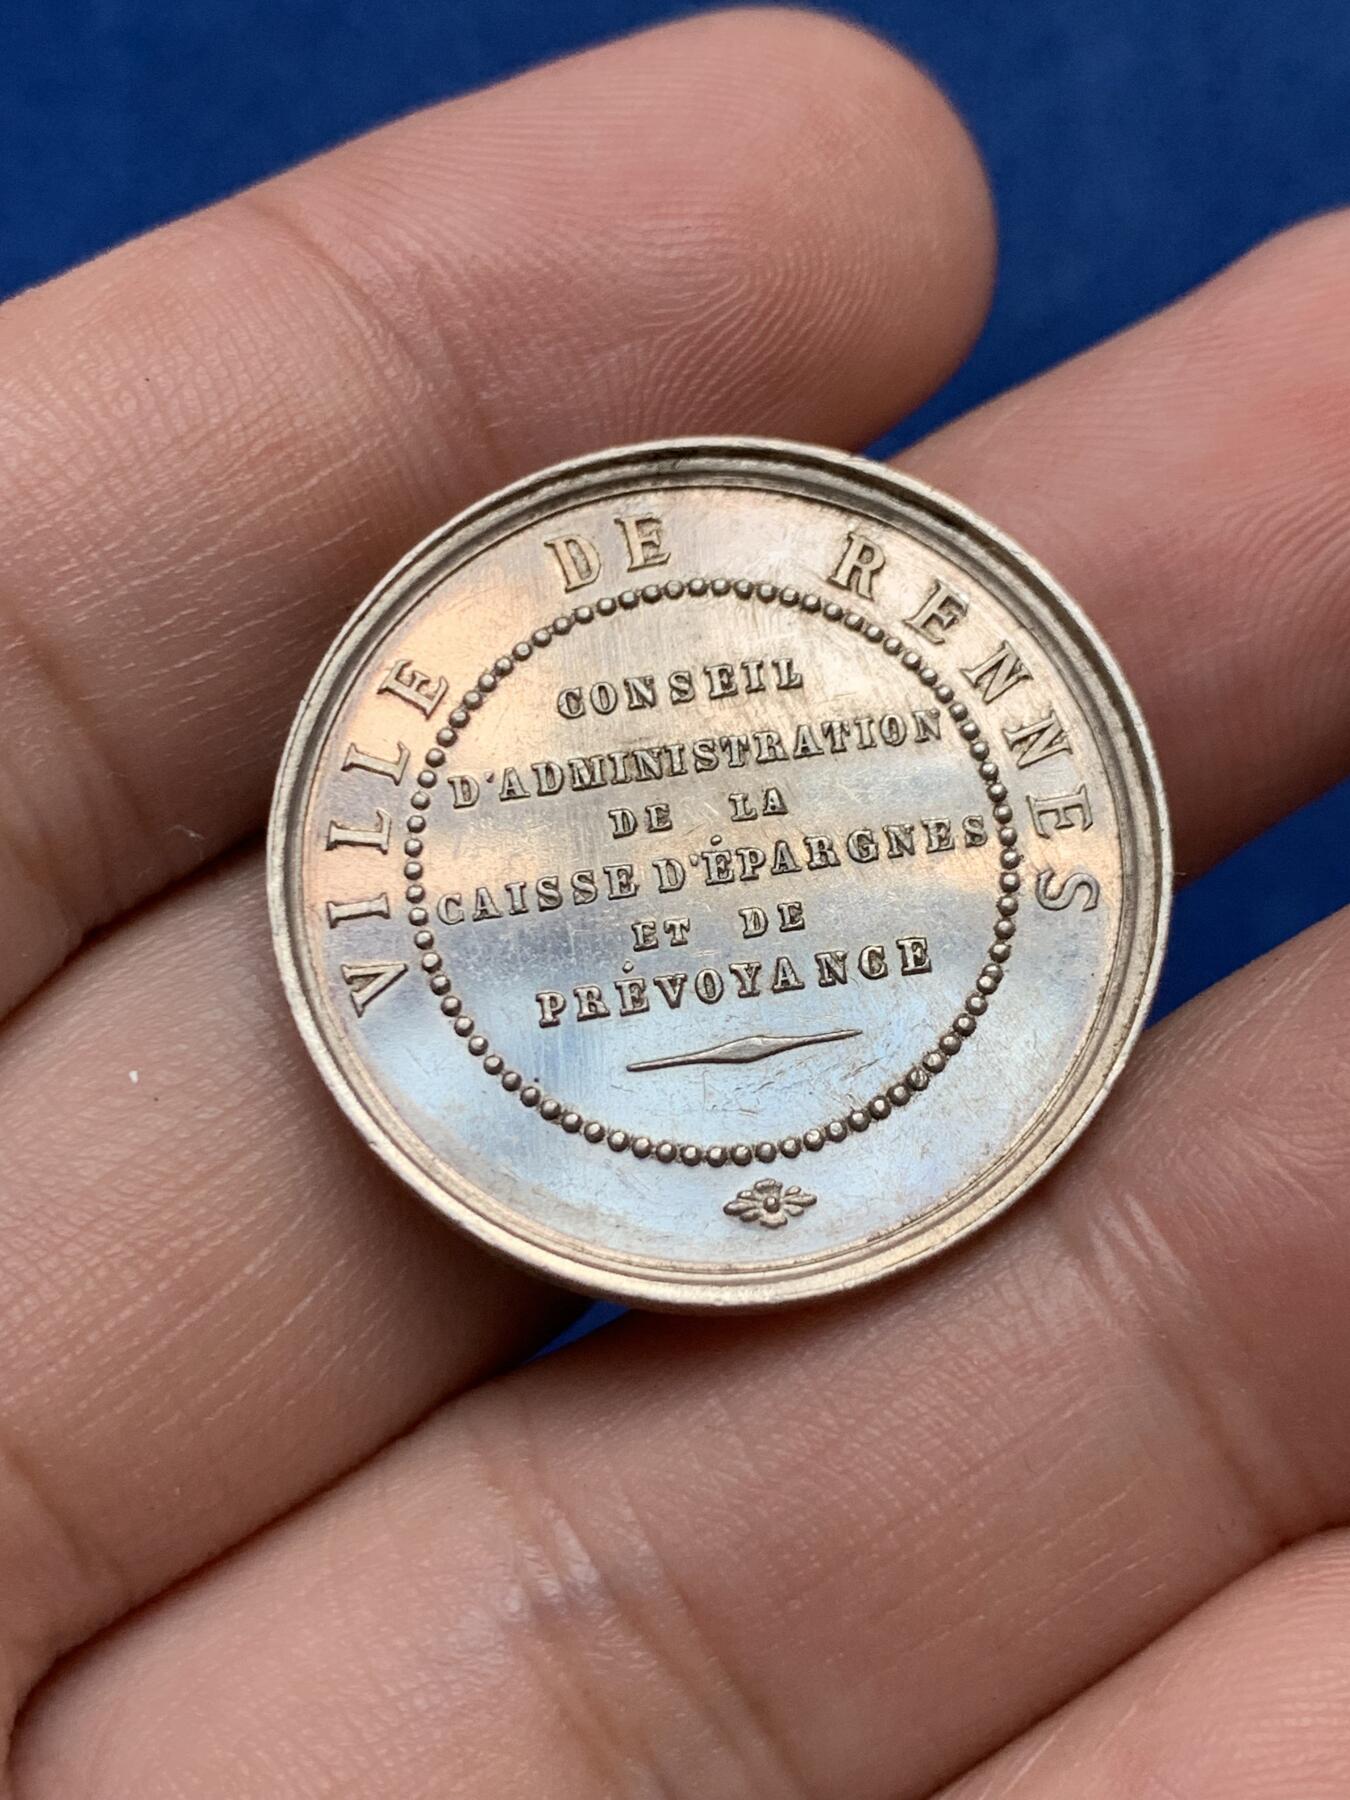 VILLE DE RENNES
CONSEIL
D'ADMINISTRATION
DE LA
CAISSE D'ÉPARGNES
ET DE
PRÉVOYANCE